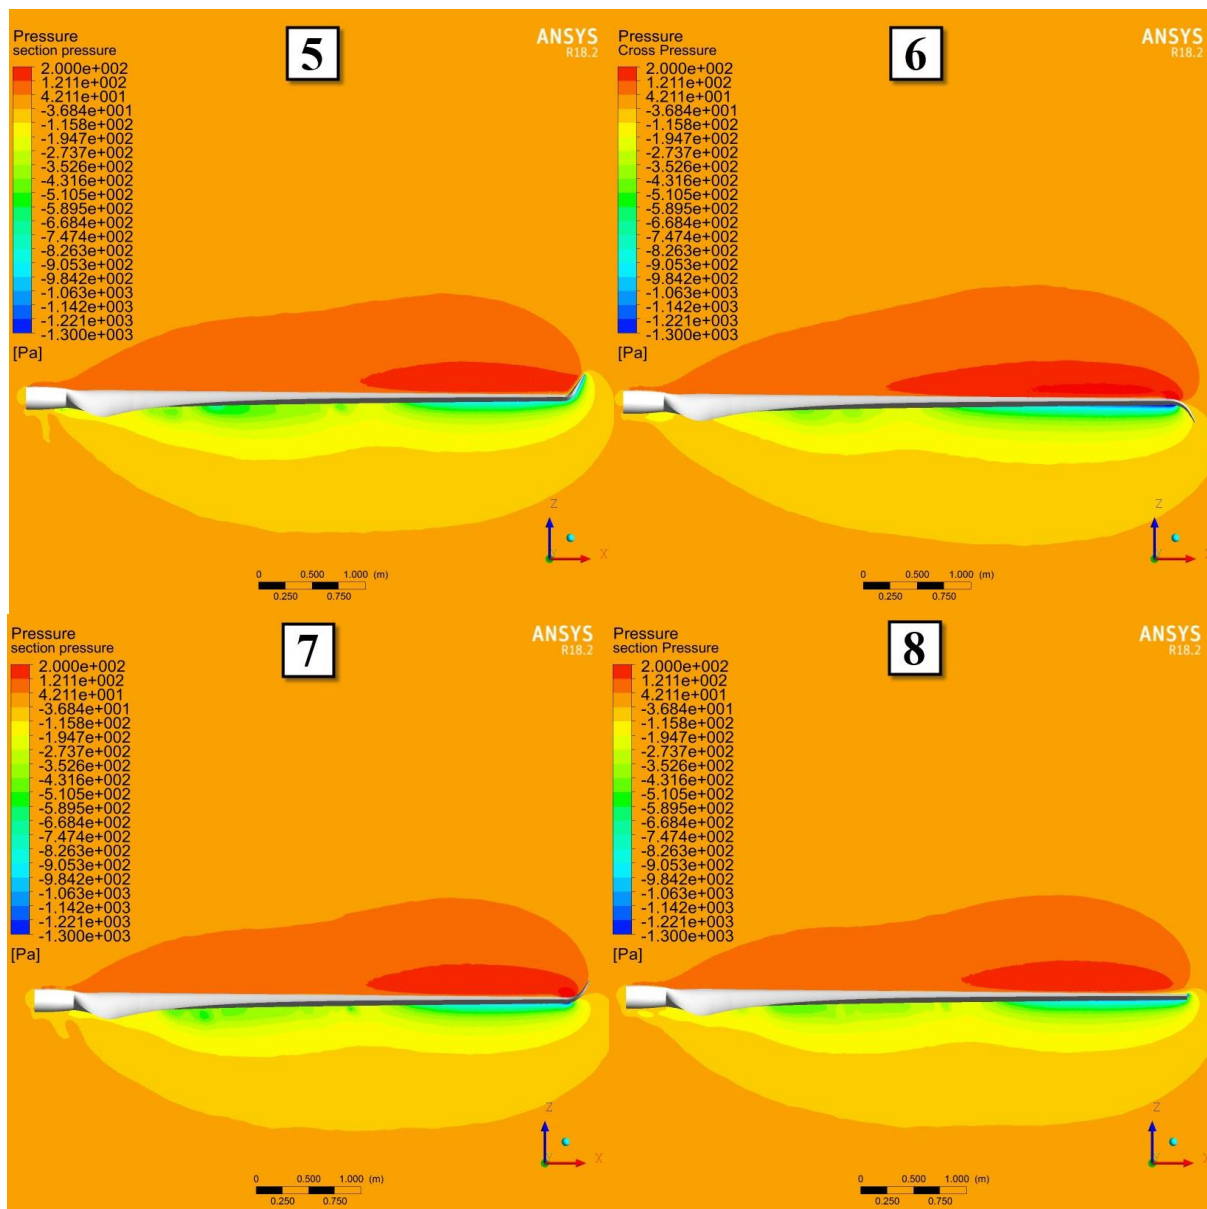 Pressure
section pressure
5
ANSYS
R18.2
2.000e+002
1.211e+002
4.211e+001
-3.684e+001
-1.158e+002
-1.947e+002
-2.737e+002
-3.526e+002
-4.316e+002
-5.105e+002
-5.895e+002
-6.684e+002
-7.474e+002
-8.263e+002
-9.053e+002
-9.842e+002
-1.063e+003
-1.142e+003
-1.221e+003
-1.300e+003
[Pa]
Z
X
0 0.500 1.000 (m)
0.250 0.750
Pressure
Cross Pressure
6
ANSYS
R18.2
2.000e+002
1.211e+002
4.211e+001
-3.684e+001
-1.158e+002
-1.947e+002
-2.737e+002
-3.526e+002
-4.316e+002
-5.105e+002
-5.895e+002
-6.684e+002
-7.474e+002
-8.263e+002
-9.053e+002
-9.842e+002
-1.063e+003
-1.142e+003
-1.221e+003
-1.300e+003
[Pa]
Z
X
0 0.500 1.000 (m)
0.250 0.750
Pressure
section pressure
7
ANSYS
R18.2
2.000e+002
1.211e+002
4.211e+001
-3.684e+001
-1.158e+002
-1.947e+002
-2.737e+002
-3.526e+002
-4.316e+002
-5.105e+002
-5.895e+002
-6.684e+002
-7.474e+002
-8.263e+002
-9.053e+002
-9.842e+002
-1.063e+003
-1.142e+003
-1.221e+003
-1.300e+003
[Pa]
Z
X
0 0.500 1.000 (m)
0.250 0.750
Pressure
section Pressure
8
ANSYS
R18.2
2.000e+002
1.211e+002
4.211e+001
-3.684e+001
-1.158e+002
-1.947e+002
-2.737e+002
-3.526e+002
-4.316e+002
-5.105e+002
-5.895e+002
-6.684e+002
-7.474e+002
-8.263e+002
-9.053e+002
-9.842e+002
-1.063e+003
-1.142e+003
-1.221e+003
-1.300e+003
[Pa]
Z
X
0 0.500 1.000 (m)
0.250 0.750